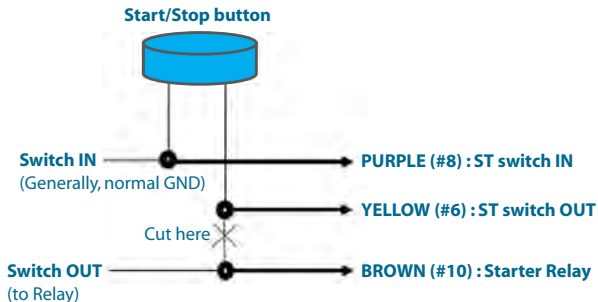 Start/Stop button
Switch IN
(Generally, normal GND)
PURPLE (#8) : ST switch IN
YELLOW (#6) : ST switch OUT
Cut here
Switch OUT
(to Relay)
BROWN (#10) : Starter Relay